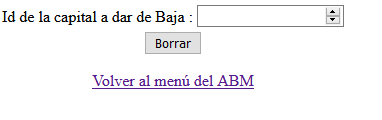 Id de la capital a dar de Baja :
Borrar
Volver al menú del ABM